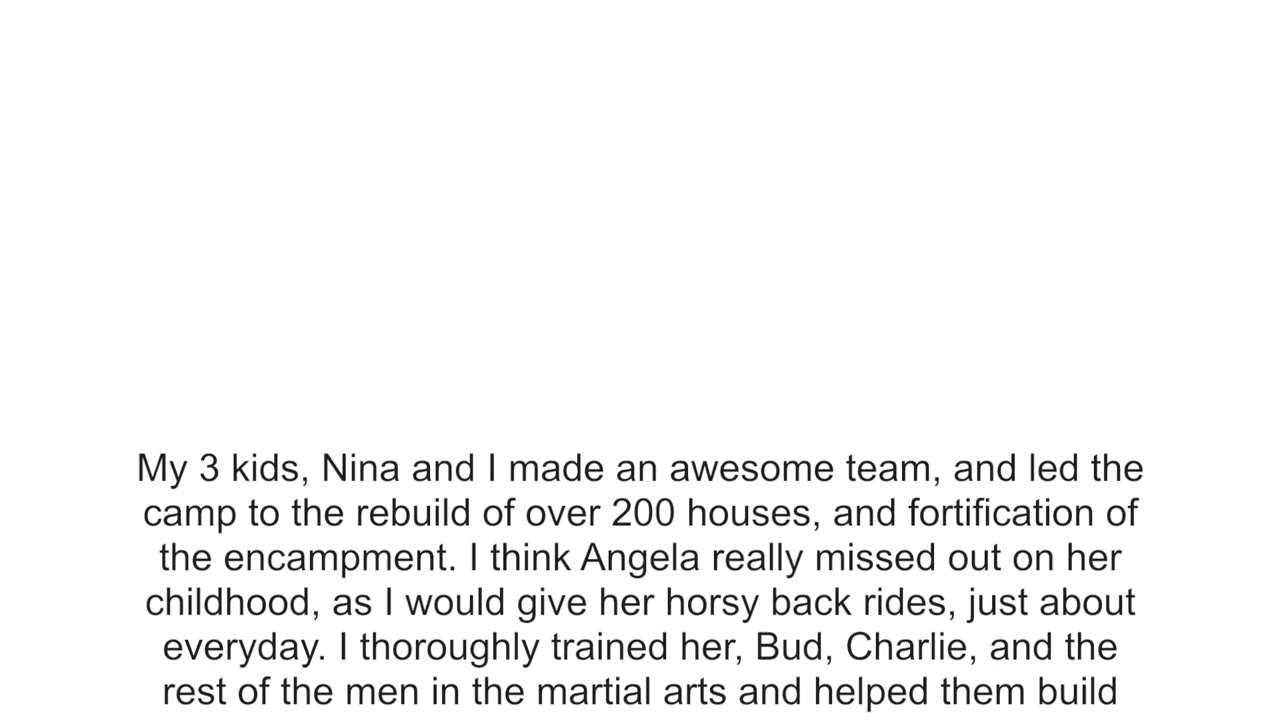 My 3 kids, Nina and I made an awesome team, and led the
camp to the rebuild of over 200 houses, and fortification of
the encampment. I think Angela really missed out on her
childhood, as I would give her horsy back rides, just about
everyday. I thoroughly trained her, Bud, Charlie, and the
rest of the men in the martial arts and helped them build